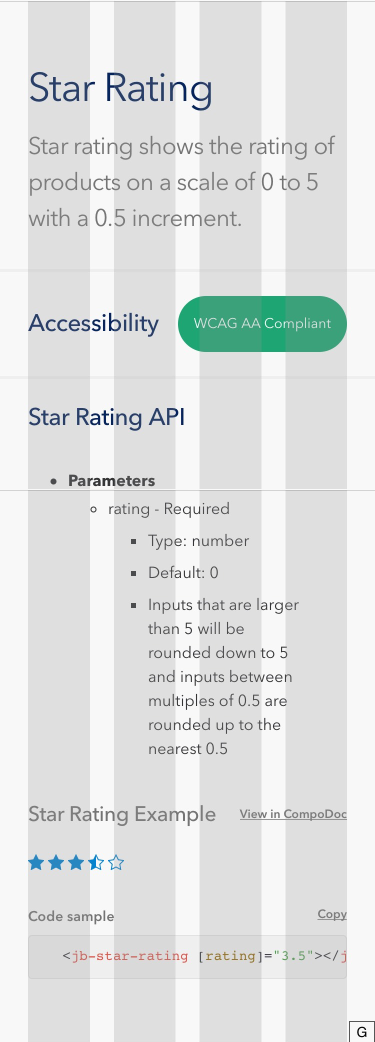 Star Rating
Star rating shows the rating of
products on a scale of 0 to 5
with a 0.5 increment.
Accessibility
WCAG AA Compliant
Star Rating API
Parameters
rating - Required
Type: number
Default: 0
Inputs that are larger
than 5 will be
rounded down to 5
and inputs between
multiples of 0.5 are
rounded up to the
nearest 0.5
Star Rating Example
View in CompoDoc
Code sample
Copy
<jb-star-rating [rating]="3.5"></j
G